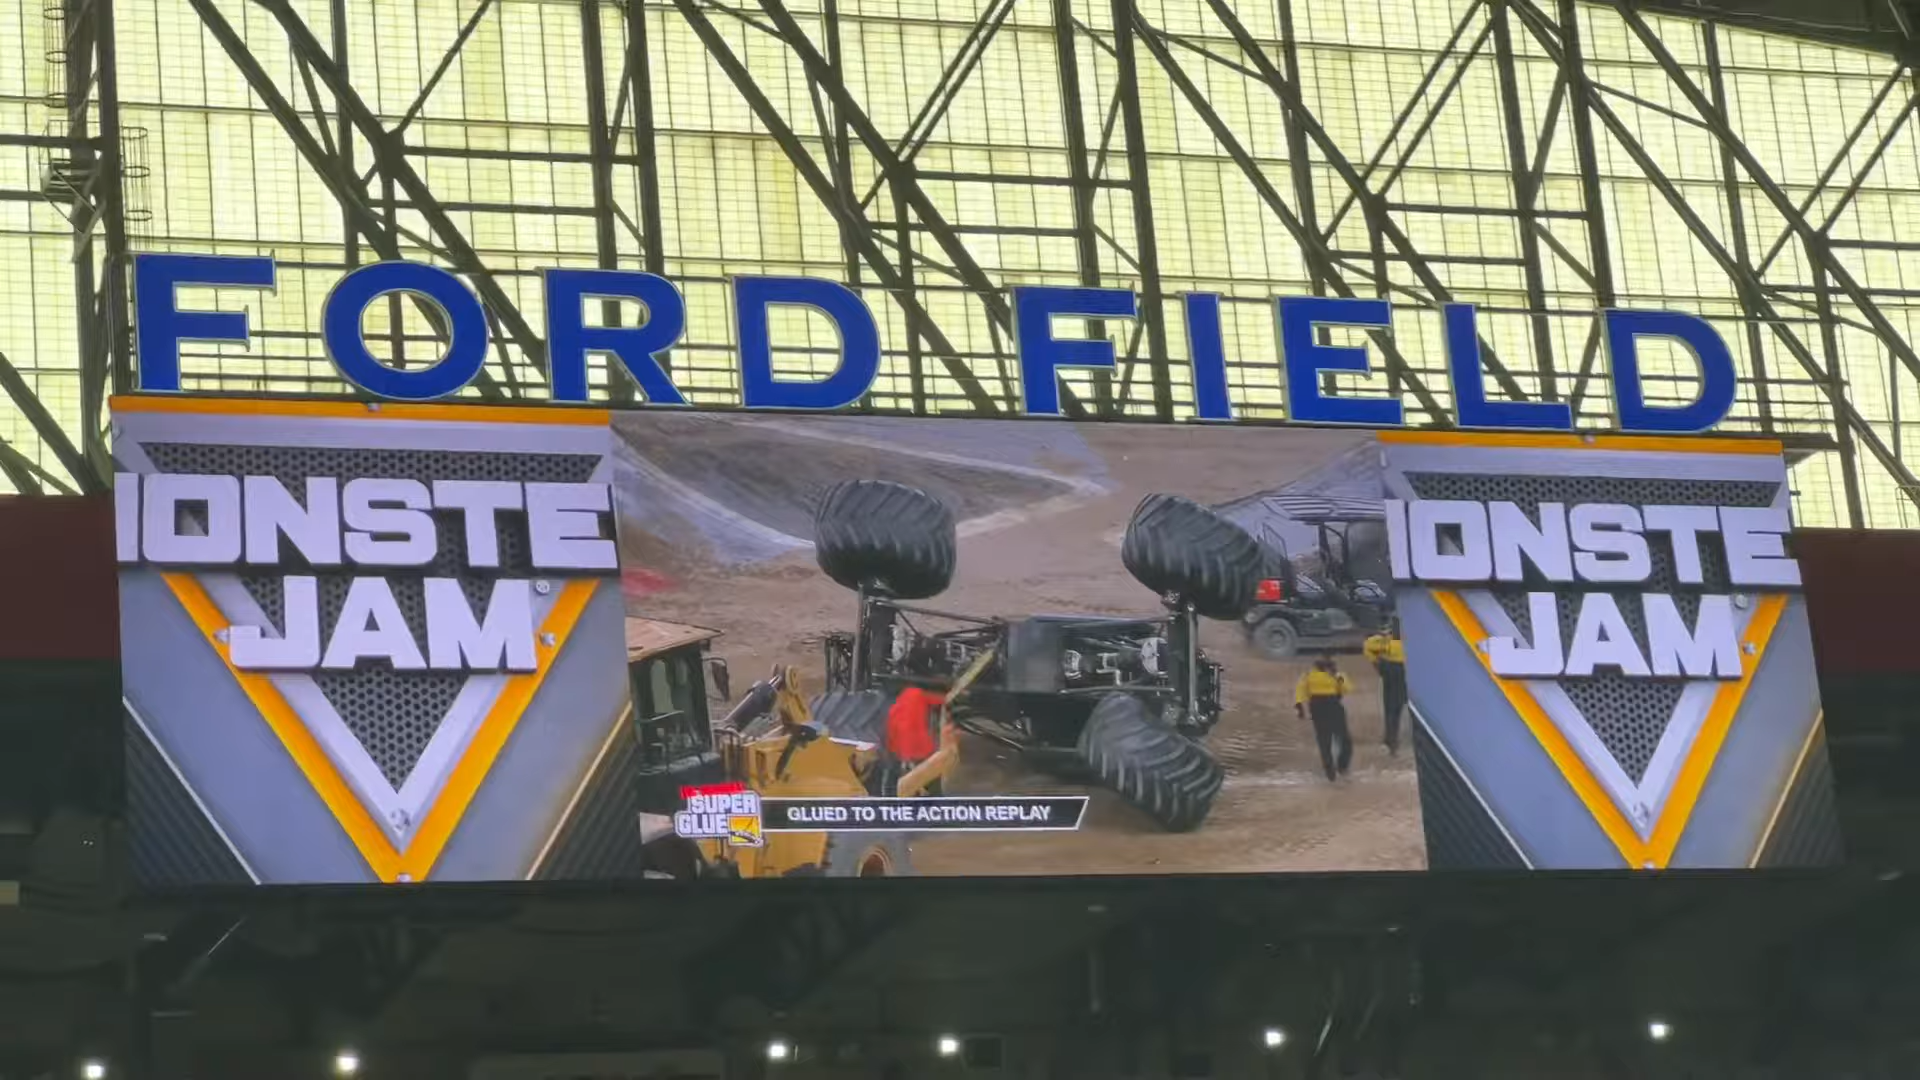 FORD FIELD
IONSTE
JAM
SUPER
GLUE
GLUED TO THE ACTION REPLAY
IONSTE
JAM